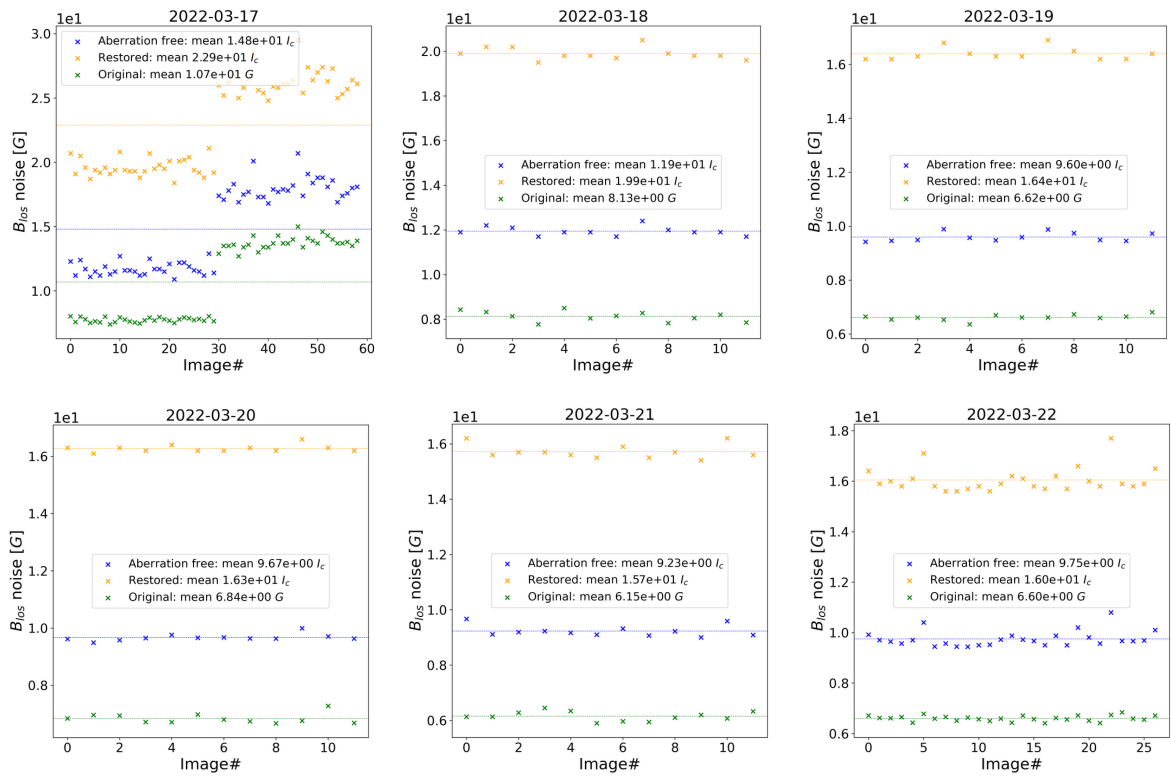 2022-03-17
1e1
Aberration free: mean 1.48e+01 I_c
Restored: mean 2.29e+01 I_c
Original: mean 1.07e+01 G
B_los noise [G]
3.0
2.5
2.0
1.5
1.0
0 10 20 30 40 50 60
Image#
2022-03-18
1e1
Aberration free: mean 1.19e+01 I_c
Restored: mean 1.99e+01 I_c
Original: mean 8.13e+00 G
B_los noise [G]
2.0
1.8
1.6
1.4
1.2
1.0
0.8
0 2 4 6 8 10
Image#
2022-03-19
1e1
Aberration free: mean 9.60e+00 I_c
Restored: mean 1.64e+01 I_c
Original: mean 6.62e+00 G
B_los noise [G]
1.6
1.4
1.2
1.0
0.8
0.6
0 2 4 6 8 10
Image#
2022-03-20
1e1
Aberration free: mean 9.67e+00 I_c
Restored: mean 1.63e+01 I_c
Original: mean 6.84e+00 G
B_los noise [G]
1.6
1.4
1.2
1.0
0.8
0 2 4 6 8 10
Image#
2022-03-21
1e1
Aberration free: mean 9.23e+00 I_c
Restored: mean 1.57e+01 I_c
Original: mean 6.15e+00 G
B_los noise [G]
1.6
1.4
1.2
1.0
0.8
0.6
0 2 4 6 8 10
Image#
2022-03-22
1e1
Aberration free: mean 9.75e+00 I_c
Restored: mean 1.60e+01 I_c
Original: mean 6.60e+00 G
B_los noise [G]
1.8
1.6
1.4
1.2
1.0
0.8
0.6
0 5 10 15 20 25
Image#